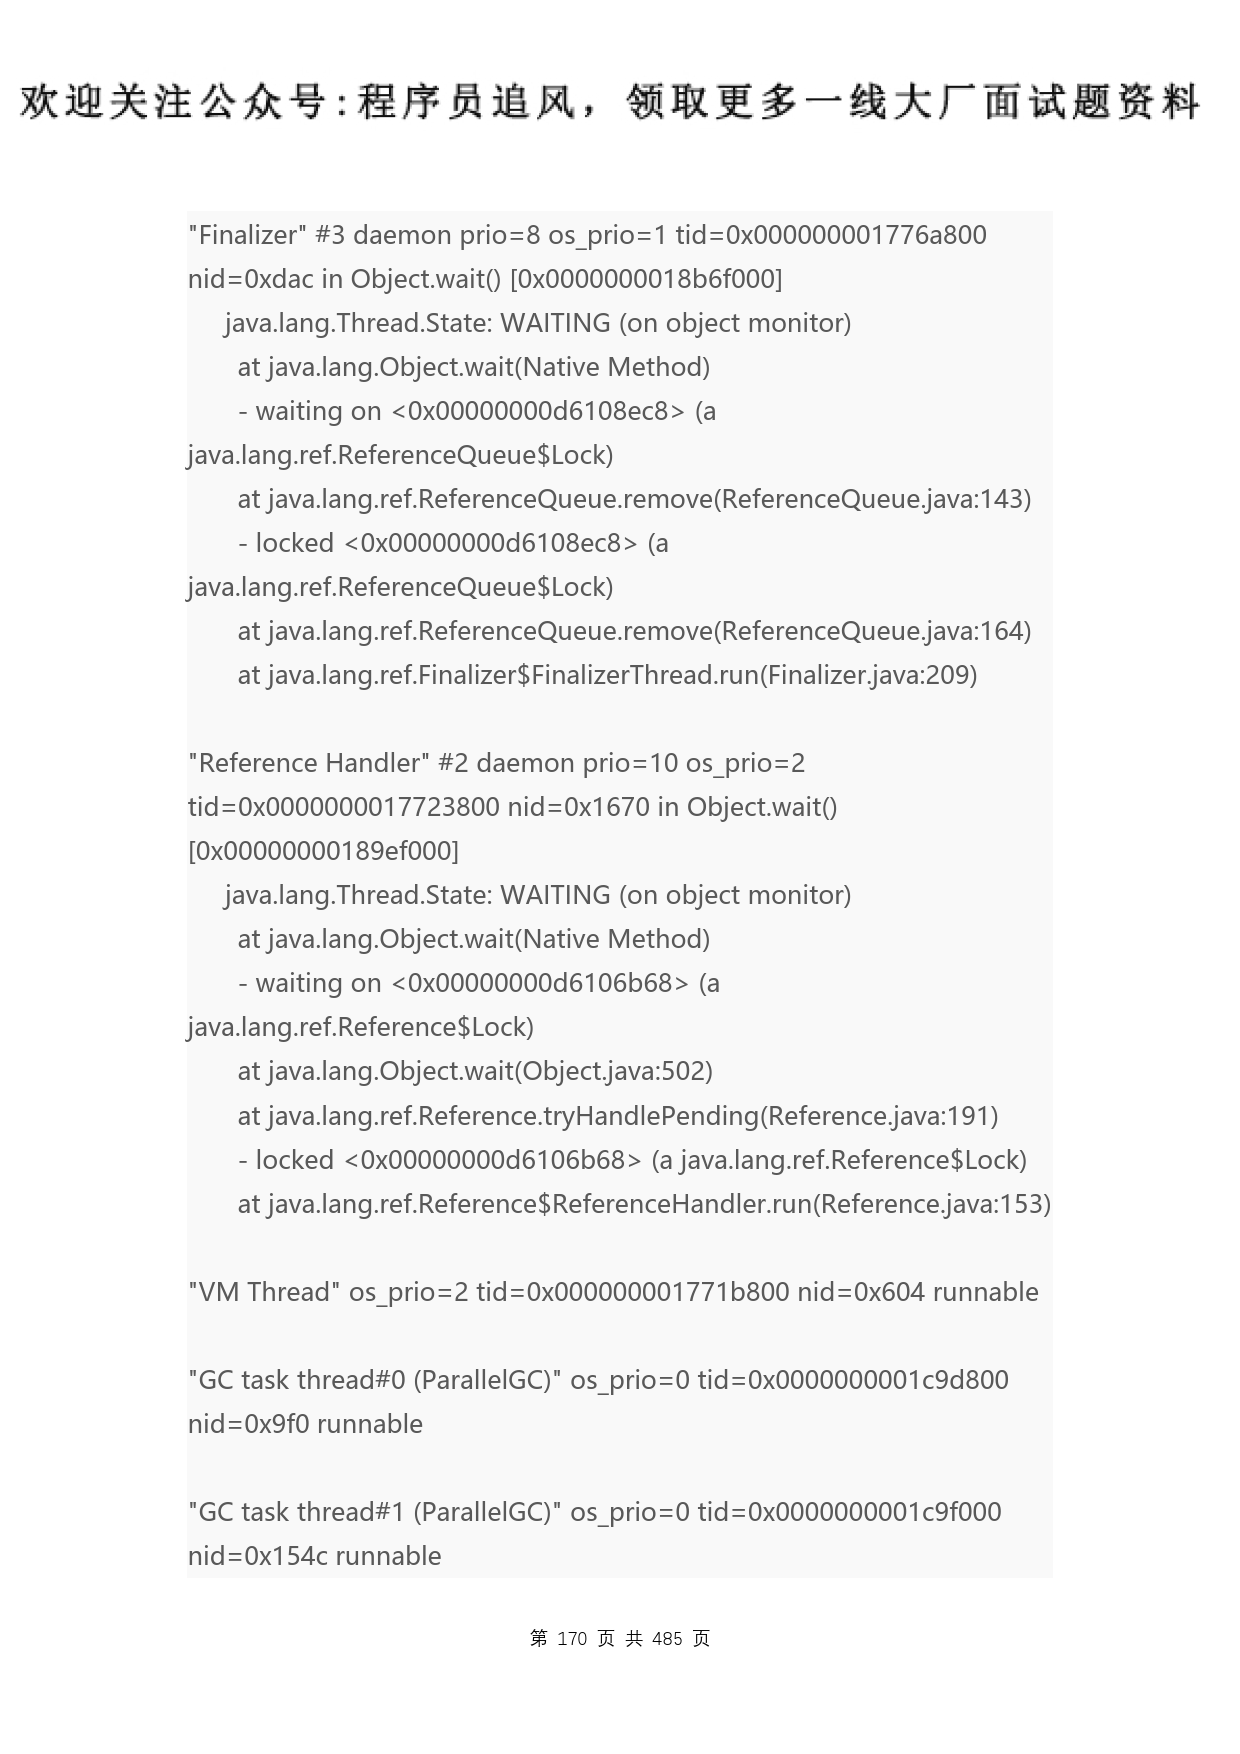 欢迎关注公众号:程序员追风，领取更多一线大厂面试题资料
"Finalizer" #3 daemon prio=8 os_prio=1 tid=0x000000001776a800
nid=0xdac in Object.wait() [0x0000000018b6f000]
java.lang.Thread.State: WAITING (on object monitor)
at java.lang.Object.wait(Native Method)
- waiting on <0x00000000d6108ec8> (a
java.lang.ref.ReferenceQueue$Lock)
at java.lang.ref.ReferenceQueue.remove(ReferenceQueue.java:143)
- locked <0x00000000d6108ec8> (a
java.lang.ref.ReferenceQueue$Lock)
at java.lang.ref.ReferenceQueue.remove(ReferenceQueue.java:164)
at java.lang.ref.Finalizer$FinalizerThread.run(Finalizer.java:209)
"Reference Handler" #2 daemon prio=10 os_prio=2
tid=0x0000000017723800 nid=0x1670 in Object.wait()
[0x00000000189ef000]
java.lang.Thread.State: WAITING (on object monitor)
at java.lang.Object.wait(Native Method)
- waiting on <0x00000000d6106b68> (a
java.lang.ref.Reference$Lock)
at java.lang.Object.wait(Object.java:502)
at java.lang.ref.Reference.tryHandlePending(Reference.java:191)
- locked <0x00000000d6106b68> (a java.lang.ref.Reference$Lock)
at java.lang.ref.Reference$ReferenceHandler.run(Reference.java:153)
"VM Thread" os_prio=2 tid=0x000000001771b800 nid=0x604 runnable
"GC task thread#0 (ParallelGC)" os_prio=0 tid=0x0000000001c9d800
nid=0x9f0 runnable
"GC task thread#1 (ParallelGC)" os_prio=0 tid=0x0000000001c9f000
nid=0x154c runnable
第 170 页 共 485 页